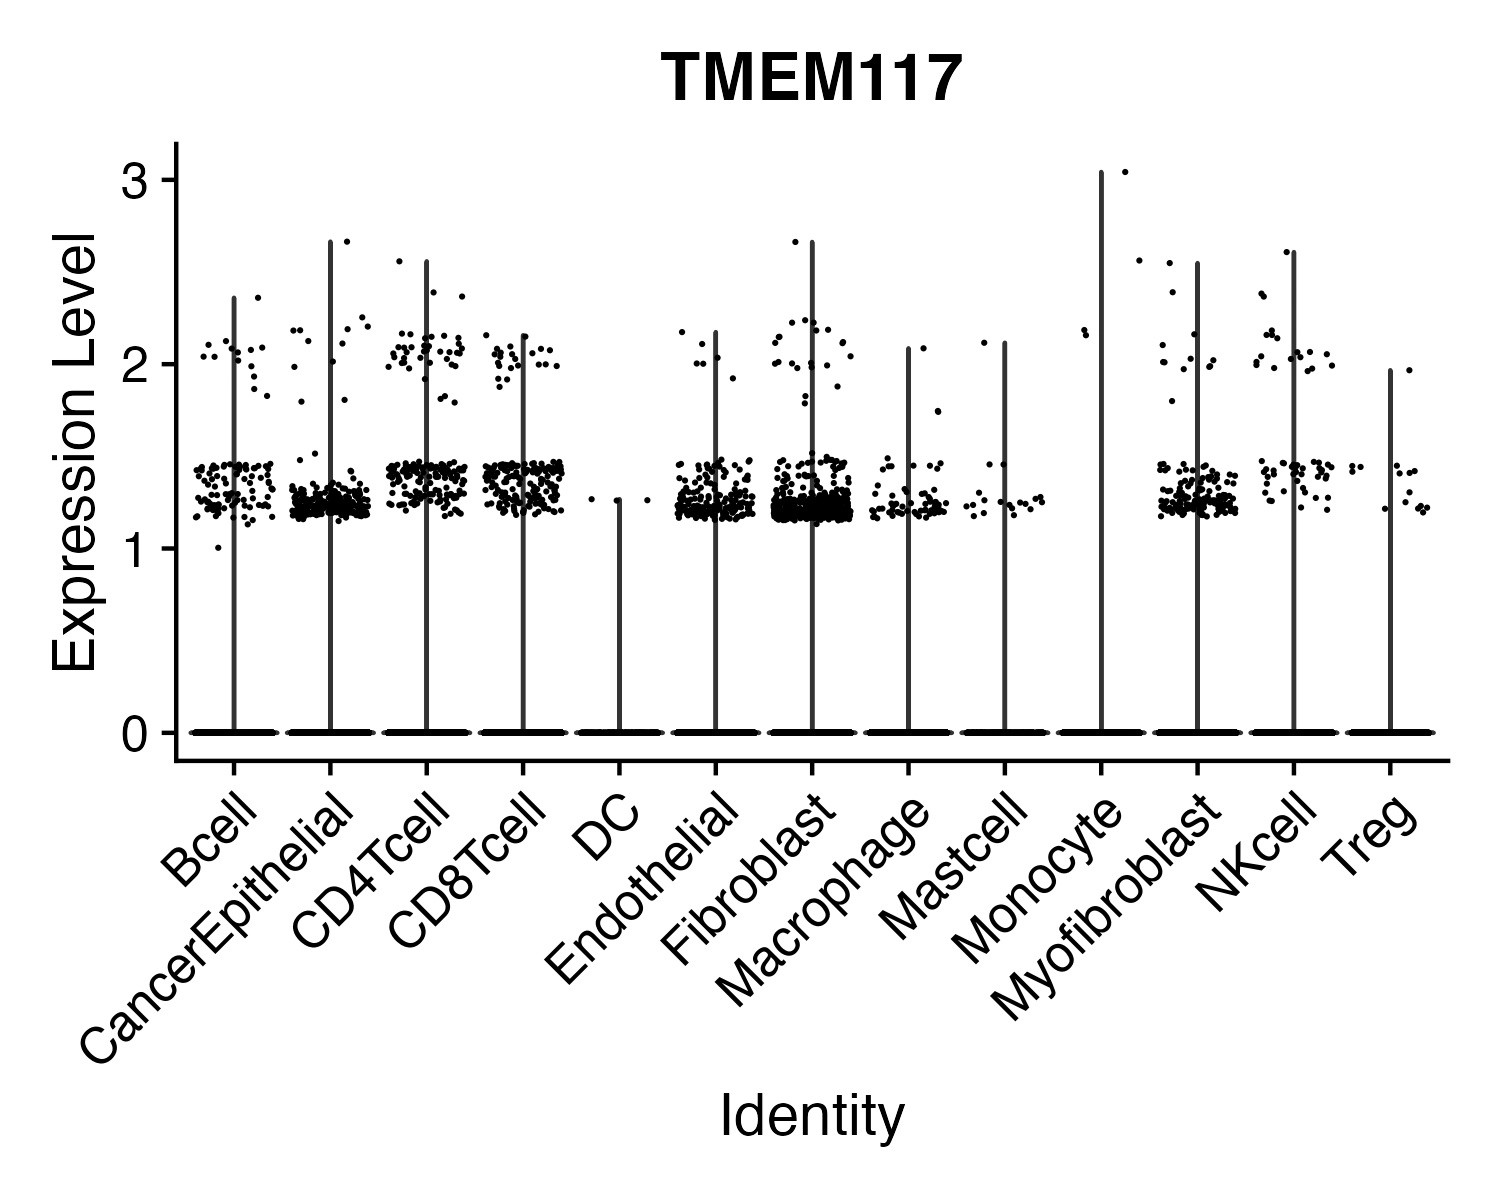 TMEM117
Expression Level
3
2
1
0
Bcell
CancerEpithelial
CD4Tcell
CD8Tcell
DC
Endothelial
Fibroblast
Macrophage
Mastcell
Monocyte
Myofibroblast
NKcell
Treg
Identity